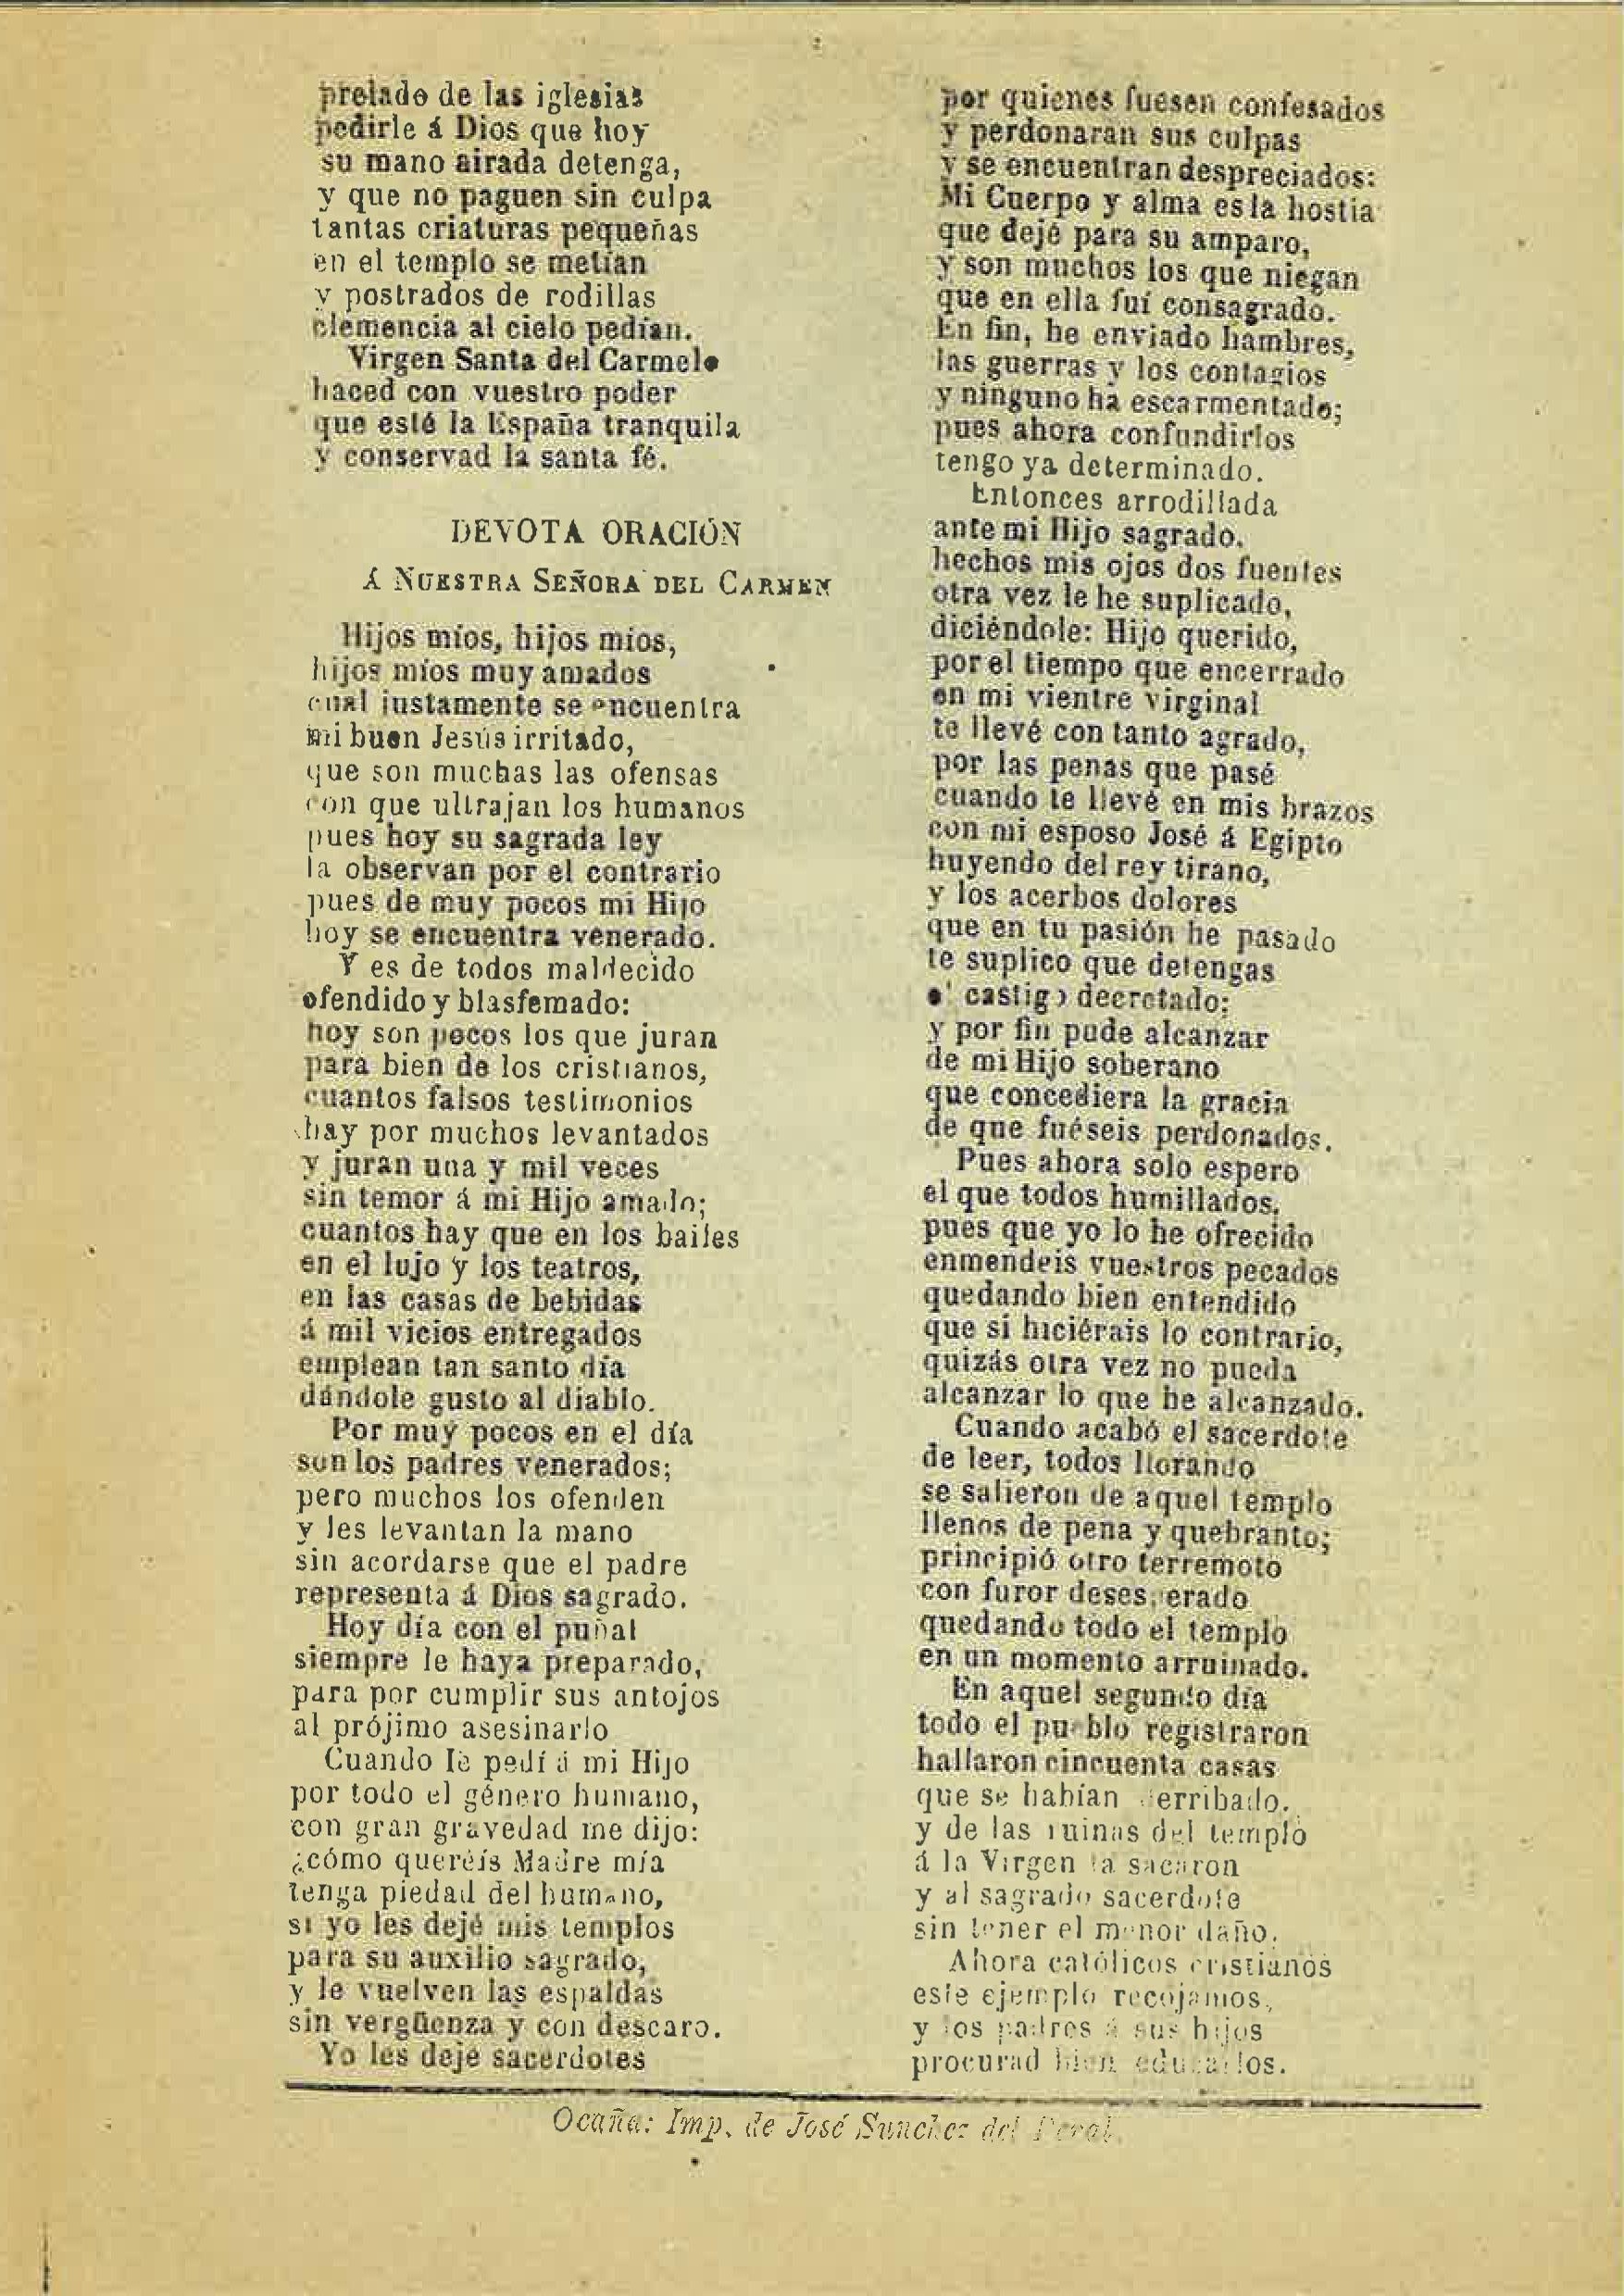 prelado de las iglesias
pedirle á Dios que hoy
su mano airada detenga,
y que no paguen sin culpa
tantas criaturas pequeñas
en el templo se metían
y postrados de rodillas
clemencia al cielo pedían.
Virgen Santa del Carmelo
haced con vuestro poder
que esté la España tranquila
y conservad la santa fé.
DEVOTA ORACIÓN
Á NUESTRA SEÑORA DEL CARMEN
Hijos míos, hijos míos,
hijos míos muy amados
cual justamente se encuentra
mi buen Jesús irritado,
que son muchas las ofensas
con que ultrajan los humanos
pues hoy su sagrada ley
la observan por el contrario
pues de muy pocos mi Hijo
hoy se encuentra venerado.
Y es de todos maldecido
ofendido y blasfemado:
hoy son pocos los que juran
para bien de los cristianos,
cuantos falsos testimonios
hay por muchos levantados
y juran una y mil veces
sin temor á mi Hijo amado;
cuantos hay que en los bailes
en el lujo y los teatros,
en las casas de bebidas
á mil vicios entregados
emplean tan santo día
dándole gusto al diablo.
Por muy pocos en el día
son los padres venerados;
pero muchos los ofenden
y les levantan la mano
sin acordarse que el padre
representa á Dios sagrado.
Hoy día con el puñal
siempre le haya preparado,
para por cumplir sus antojos
al prójimo asesinarlo
Cuando le pedí á mi Hijo
por todo el género humano,
con gran gravedad me dijo:
¿cómo queréis Madre mía
tenga piedad del humano,
si yo les dejé mis templos
para su auxilio sagrado,
y le vuelven las espaldas
sin vergüenza y con descaro.
Yo les dejé sacerdotes
por quienes fuesen confesados
y perdonaran sus culpas
y se encuentran despreciados:
Mi Cuerpo y alma es la hostia
que dejé para su amparo,
y son muchos los que niegan
que en ella fuí consagrado.
En fin, he enviado hambres,
las guerras y los contagios
y ninguno ha escarmentado;
pues ahora confundirlos
tengo ya determinado.
Entonces arrodillada
ante mi Hijo sagrado,
hechos mis ojos dos fuentes
otra vez le he suplicado,
diciéndole: Hijo querido,
por el tiempo que encerrado
en mi vientre virginal
te llevé con tanto agrado,
por las penas que pasé
cuando te llevé en mis brazos
con mi esposo José á Egipto
huyendo del rey tirano,
y los acerbos dolores
que en tu pasión he pasado
te suplico que detengas
el castigo decretado;
y por fin pude alcanzar
de mi Hijo soberano
que concediera la gracia
de que fuéseis perdonados.
Pues ahora solo espero
el que todos humillados,
pues que yo lo he ofrecido
enmendeis vuestros pecados
quedando bien entendido
que si hiciérais lo contrario,
quizás otra vez no pueda
alcanzar lo que he alcanzado.
Cuando acabó el sacerdote
de leer, todos llorando
se salieron de aquel templo
llenos de pena y quebranto;
principió otro terremoto
con furor desesperado
quedando todo el templo
en un momento arruinado.
En aquel segundo día
todo el pueblo registraron
hallaron cincuenta casas
que se habían derribado,
y de las ruinas del templo
á la Virgen la sacaron
y al sagrado sacerdote
sin tener el menor daño.
Ahora católicos cristianos
este ejemplo recojamos,
y los padres á sus hijos
procurad bien educarlos.
Ocaña: Imp. de José Sanchez del Peral